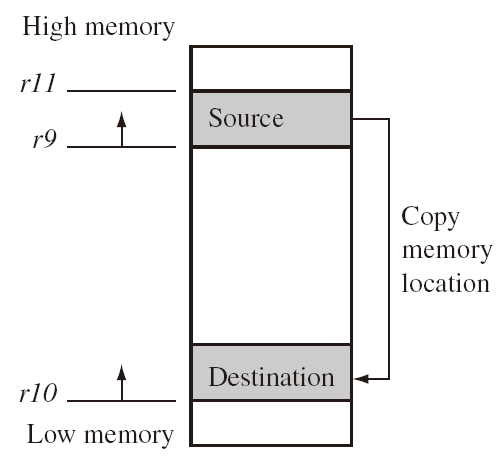 High memory
r11
Source
r9
Copy
memory
location
Destination
r10
Low memory